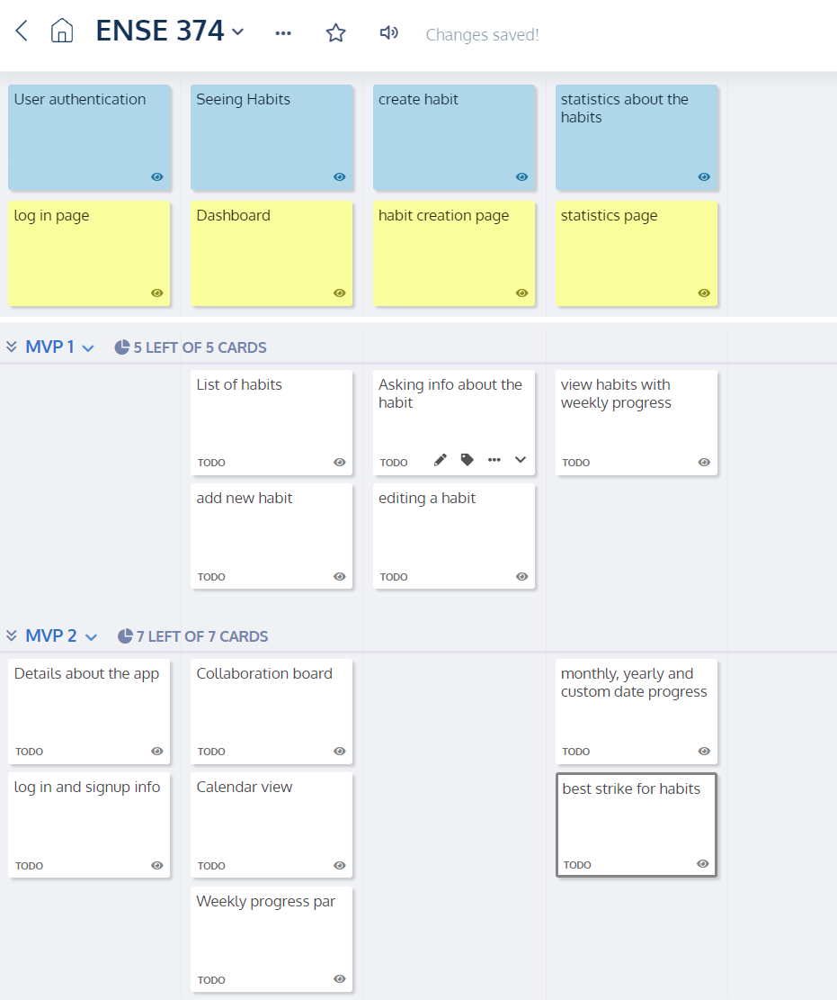 ENSE 374
Changes saved!
User authentication
Seeing Habits
create habit
statistics about the
habits
log in page
Dashboard
habit creation page
statistics page
MVP 1
5 LEFT OF 5 CARDS
List of habits
TODO
Asking info about the
habit
TODO
view habits with
weekly progress
TODO
add new habit
TODO
editing a habit
TODO
MVP 2
7 LEFT OF 7 CARDS
Details about the app
TODO
Collaboration board
TODO
monthly, yearly and
custom date progress
TODO
log in and signup info
TODO
Calendar view
TODO
best strike for habits
TODO
Weekly progress par
TODO